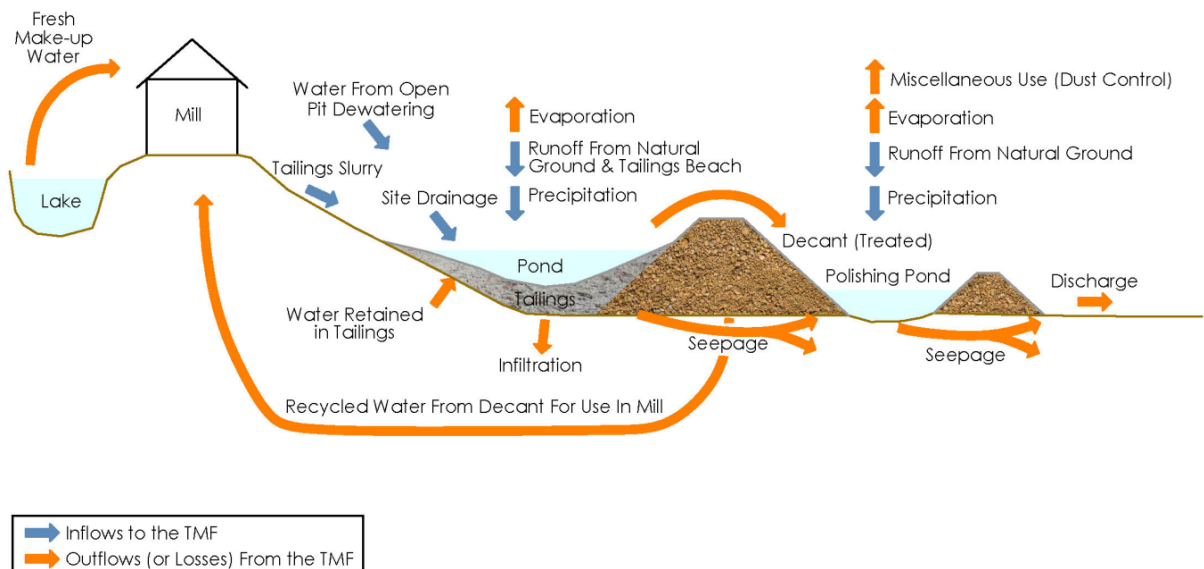 Fresh
Make-up
Water
Mill
Lake
Water From Open
Pit Dewatering
Tailings Slurry
Site Drainage
Evaporation
Runoff From Natural
Ground & Tailings Beach
Precipitation
Miscellaneous Use (Dust Control)
Evaporation
Runoff From Natural Ground
Precipitation
Decant (Treated)
Pond
Polishing Pond
Discharge
Tailings
Water Retained
in Tailings
Infiltration
Seepage
Seepage
Recycled Water From Decant For Use In Mill
Inflows to the TMF
Outflows (or Losses) From the TMF